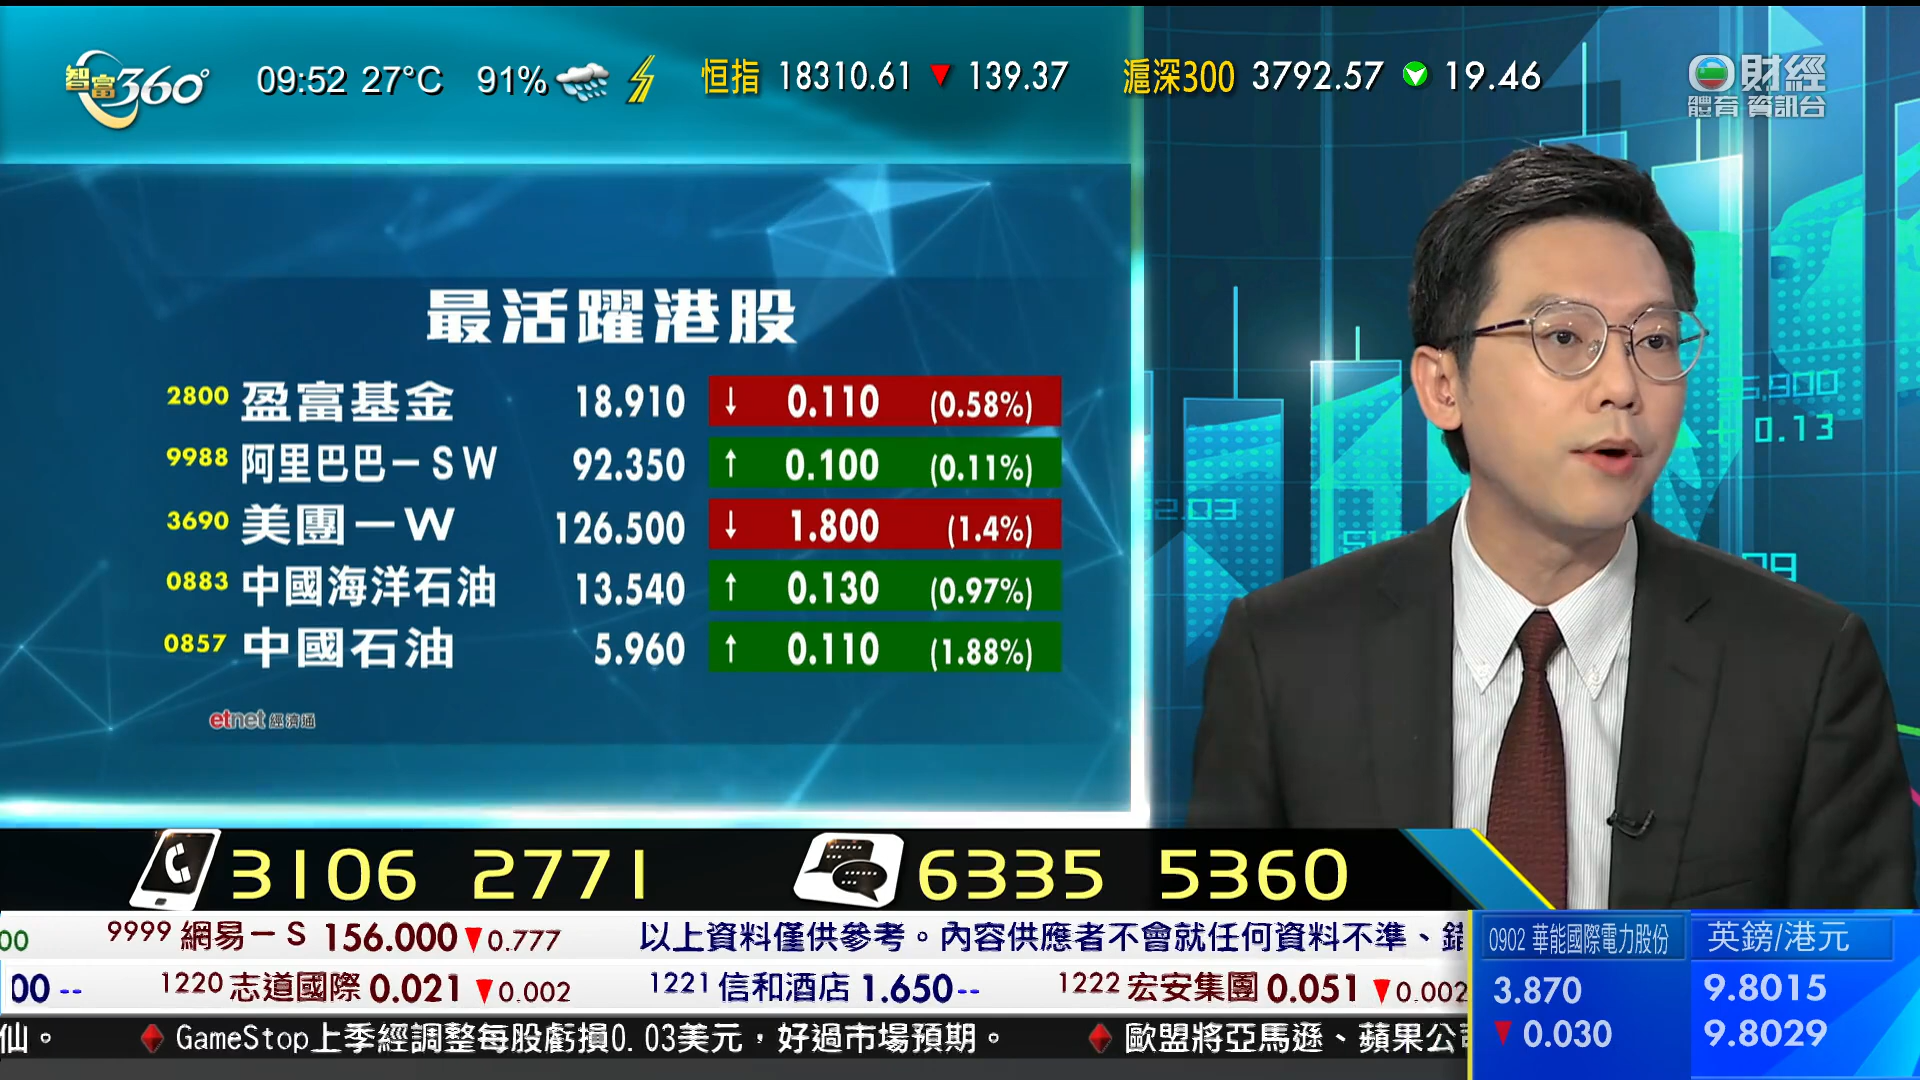 智富360°
09:52 27°C 91%
恒指 18310.61 ▼ 139.37
滬深300 3792.57 19.46
財經
體育 資訊台
最活躍港股
2800 盈富基金 18.910 ↓ 0.110 (0.58%)
9988 阿里巴巴－ＳＷ 92.350 ↑ 0.100 (0.11%)
3690 美團－Ｗ 126.500 ↓ 1.800 (1.4%)
0883 中國海洋石油 13.540 ↑ 0.130 (0.97%)
0857 中國石油 5.960 ↑ 0.110 (1.88%)
etnet 經濟通
0.13
3106 2771
6335 5360
00 9999 網易－Ｓ 156.000 ▼0.777 以上資料僅供參考。內容供應者不會就任何資料不準、錯
00 -- 1220 志道國際 0.021 ▼0.002 1221 信和酒店 1.650 -- 1222 宏安集團 0.051 ▼0.002
仙。 GameStop上季經調整每股虧損0.03美元，好過市場預期。 歐盟將亞馬遜、蘋果公司
0902 華能國際電力股份
3.870
▼ 0.030
英鎊/港元
9.8015
9.8029